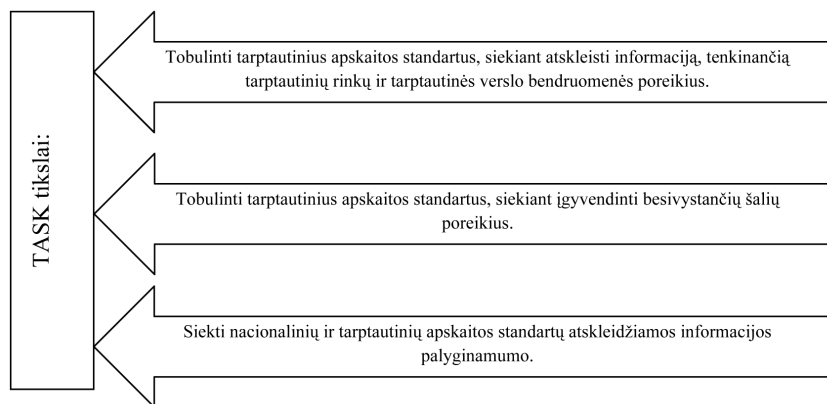 TASK tikslai:
Tobulinti tarptautinius apskaitos standartus, siekiant atskleisti informaciją, tenkinančią
tarptautinių rinkų ir tarptautinės verslo bendruomenės poreikius.
Tobulinti tarptautinius apskaitos standartus, siekiant įgyvendinti besivystančių šalių
poreikius.
Siekti nacionalinių ir tarptautinių apskaitos standartų atskleidžiamos informacijos
palyginamumo.